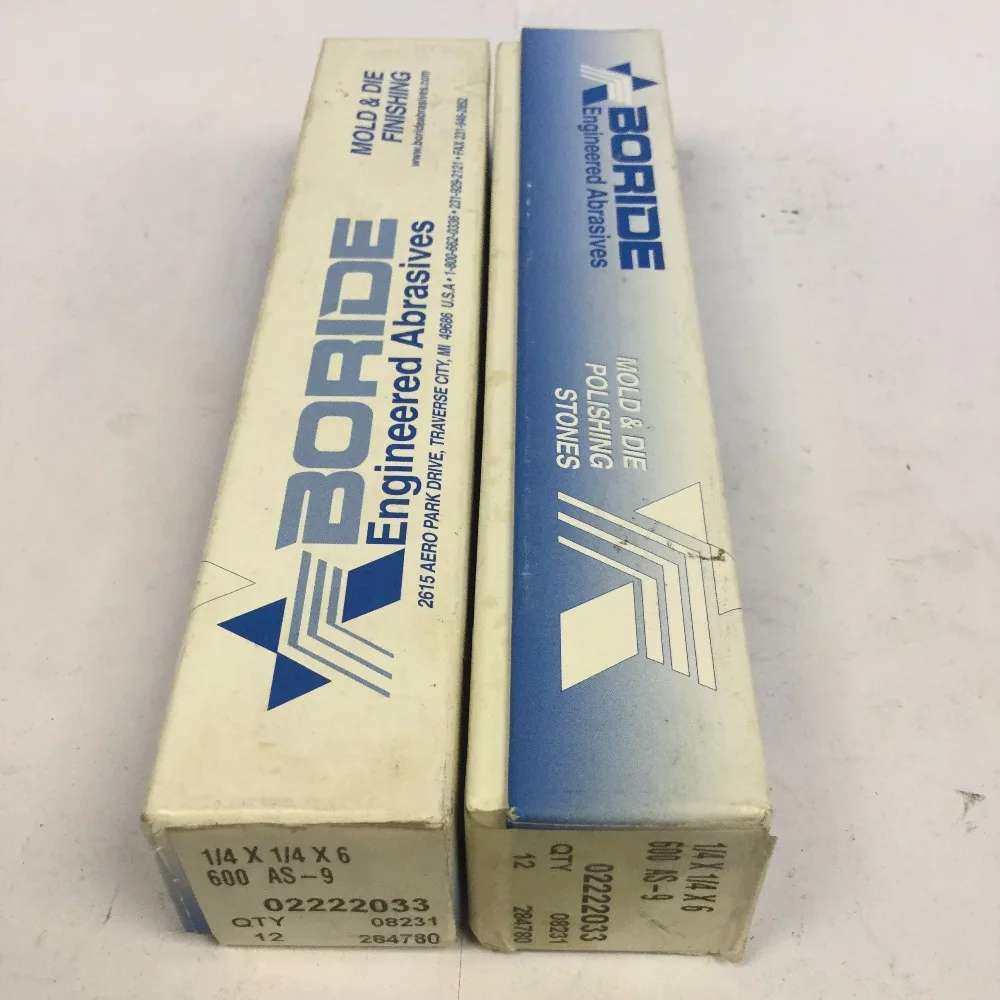 MOLD & DIE
FINISHING
www.borideabrasives.com
BORIDE
Engineered Abrasives
2615 AERO PARK DRIVE, TRAVERSE CITY, MI 49686 U.S.A • 1-800-662-0336 • 231-929-2121 • FAX 231-946-2652
1/4 X 1/4 X 6
600 AS-9
02222033
QTY 08231
12 284780
BORIDE
Engineered Abrasives
MOLD & DIE
POLISHING
STONES
1/4 X 1/4 X 6
600 AS-9
02222033
QTY 08231
12 284780